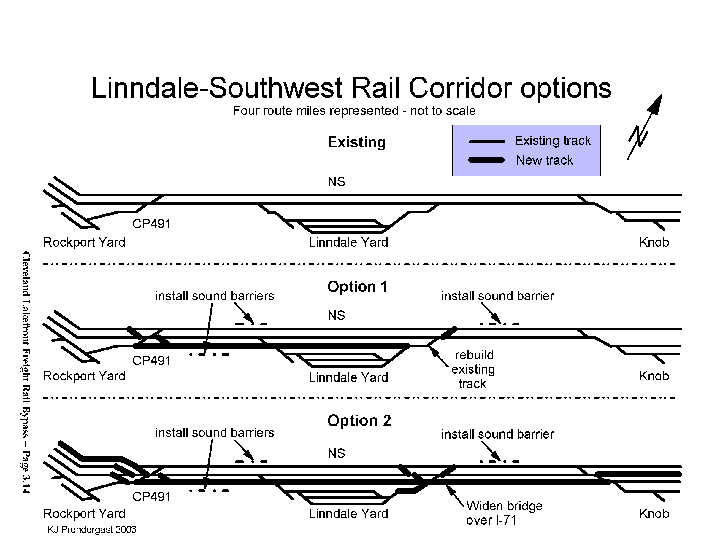 Linndale-Southwest Rail Corridor options
Four route miles represented - not to scale
N
Existing
Existing track
New track
NS
CP491
Rockport Yard
Linndale Yard
Knob
Option 1
install sound barriers
install sound barrier
NS
CP491
rebuild
existing
track
Rockport Yard
Linndale Yard
Knob
Option 2
install sound barriers
install sound barrier
NS
CP491
Widen bridge
over I-71
Rockport Yard
Linndale Yard
Knob
KJ Prendergast 2003
Cleveland Lakefront Freight Rail Bypass – Page 3.14